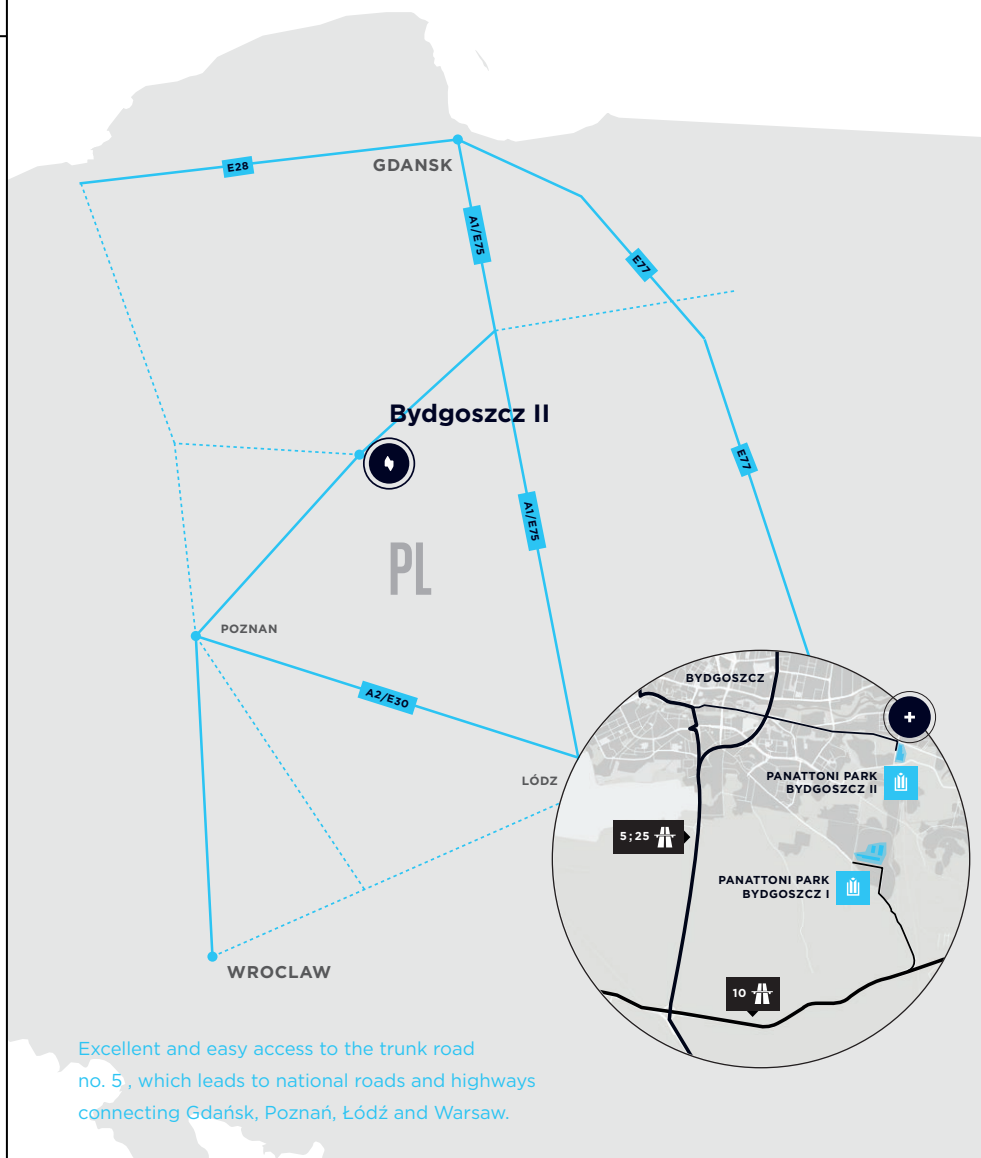 E28
GDANSK
A1/E75
E77
Bydgoszcz II
E77
A1/E75
PL
POZNAN
A2/E30
BYDGOSZCZ
LÓDZ
PANATTONI PARK
BYDGOSZCZ II
5;25
PANATTONI PARK
BYDGOSZCZ I
WROCLAW
10
Excellent and easy access to the trunk road
no. 5 , which leads to national roads and highways
connecting Gdańsk, Poznań, Łódź and Warsaw.